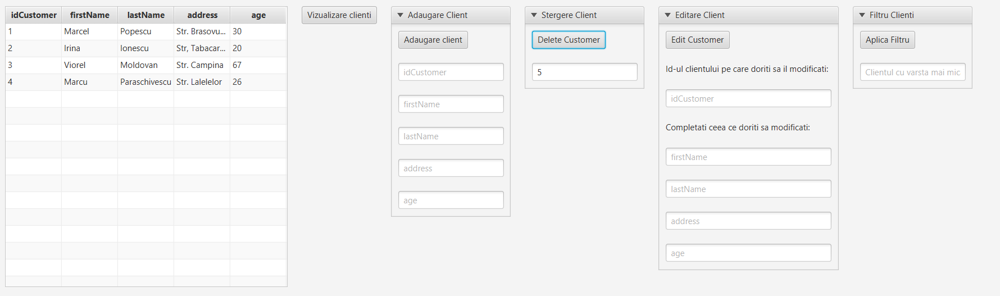 idCustomer firstName lastName address age
1 Marcel Popescu Str. Brasovu... 30
2 Irina Ionescu Str, Tabacar... 20
3 Viorel Moldovan Str. Campina 67
4 Marcu Paraschivescu Str. Lalelelor 26
Vizualizare clienti
Adaugare Client
Adaugare client
idCustomer
firstName
lastName
address
age
Stergere Client
Delete Customer
5
Editare Client
Edit Customer
Id-ul clientului pe care doriti sa il modificati:
idCustomer
Completati ceea ce doriti sa modificati:
firstName
lastName
address
age
Filtru Clienti
Aplica Filtru
Clientul cu varsta mai mic